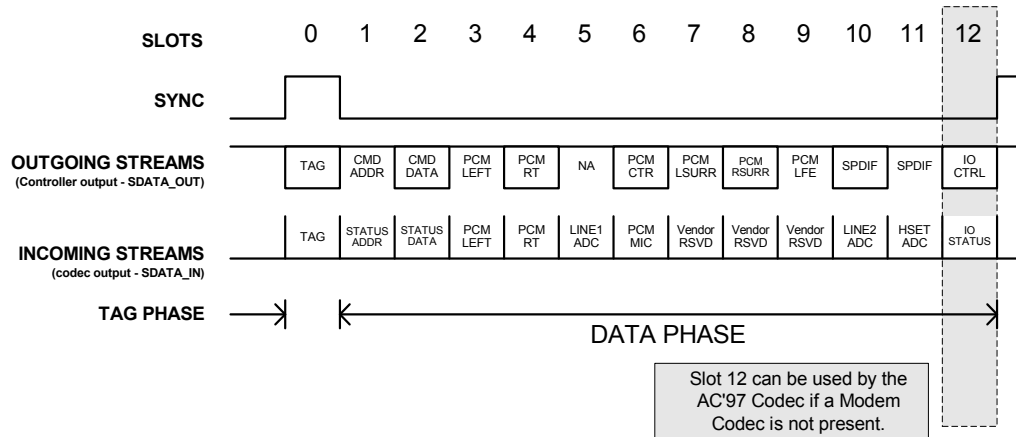 SLOTS 0 1 2 3 4 5 6 7 8 9 10 11 12
SYNC
OUTGOING STREAMS
(Controller output - SDATA_OUT)
TAG
CMD
ADDR
CMD
DATA
PCM
LEFT
PCM
RT
NA
PCM
CTR
PCM
LSURR
PCM
RSURR
PCM
LFE
SPDIF
SPDIF
IO
CTRL
INCOMING STREAMS
(codec output - SDATA_IN)
TAG
STATUS
ADDR
STATUS
DATA
PCM
LEFT
PCM
RT
LINE1
ADC
PCM
MIC
Vendor
RSVD
Vendor
RSVD
Vendor
RSVD
LINE2
ADC
HSET
ADC
IO
STATUS
TAG PHASE
DATA PHASE
Slot 12 can be used by the
AC'97 Codec if a Modem
Codec is not present.